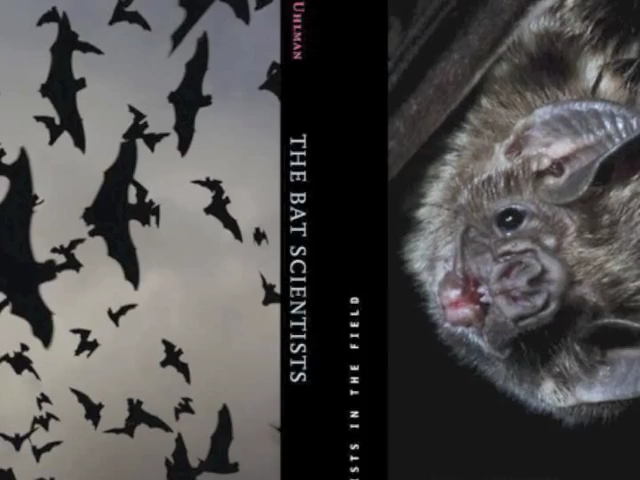 UHLMAN
THE BAT SCIENTISTS
ISTS IN THE FIELD